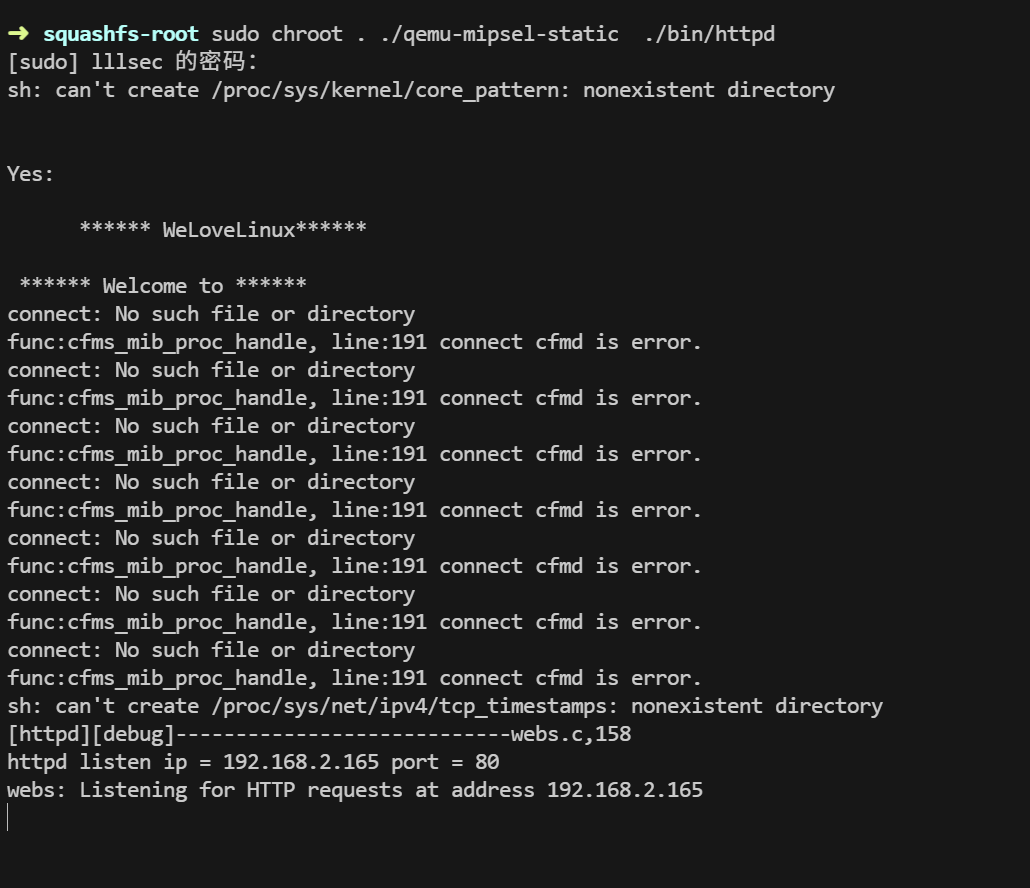 ➜ squashfs-root sudo chroot . ./qemu-mipsel-static  ./bin/httpd
[sudo] lllsec 的密码：
sh: can't create /proc/sys/kernel/core_pattern: nonexistent directory
Yes:
****** WeLoveLinux******
****** Welcome to ******
connect: No such file or directory
func:cfms_mib_proc_handle, line:191 connect cfmd is error.
connect: No such file or directory
func:cfms_mib_proc_handle, line:191 connect cfmd is error.
connect: No such file or directory
func:cfms_mib_proc_handle, line:191 connect cfmd is error.
connect: No such file or directory
func:cfms_mib_proc_handle, line:191 connect cfmd is error.
connect: No such file or directory
func:cfms_mib_proc_handle, line:191 connect cfmd is error.
connect: No such file or directory
func:cfms_mib_proc_handle, line:191 connect cfmd is error.
connect: No such file or directory
func:cfms_mib_proc_handle, line:191 connect cfmd is error.
sh: can't create /proc/sys/net/ipv4/tcp_timestamps: nonexistent directory
[httpd][debug]----------------------------webs.c,158
httpd listen ip = 192.168.2.165 port = 80
webs: Listening for HTTP requests at address 192.168.2.165